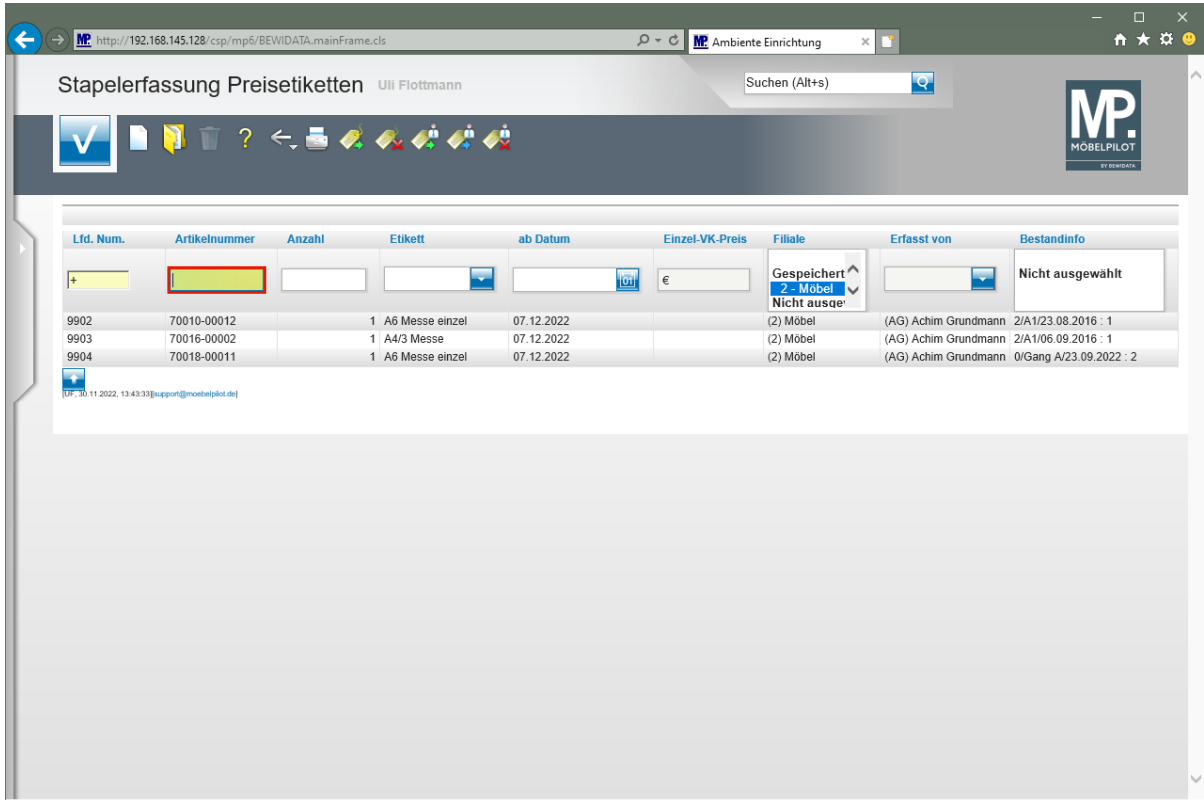 http://192.168.145.128/csp/mp6/BEWIDATA.mainFrame.cls
MP. Ambiente Einrichtung
Stapelerfassung Preisetiketten Uli Flottmann
Suchen (Alt+s)
MP.
MÖBELPILOT
BY BEWIDATA
Lfd. Num. Artikelnummer Anzahl Etikett ab Datum Einzel-VK-Preis Filiale Erfasst von Bestandinfo
+ 01 € Gespeichert Nicht ausgewählt
2 - Möbel
Nicht ausgew
9902 70010-00012 1 A6 Messe einzel 07.12.2022 (2) Möbel (AG) Achim Grundmann 2/A1/23.08.2016 : 1
9903 70016-00002 1 A4/3 Messe 07.12.2022 (2) Möbel (AG) Achim Grundmann 2/A1/06.09.2016 : 1
9904 70018-00011 1 A6 Messe einzel 07.12.2022 (2) Möbel (AG) Achim Grundmann 0/Gang A/23.09.2022 : 2
[UF, 30.11.2022, 13:43:33][support@moebelpilot.de]